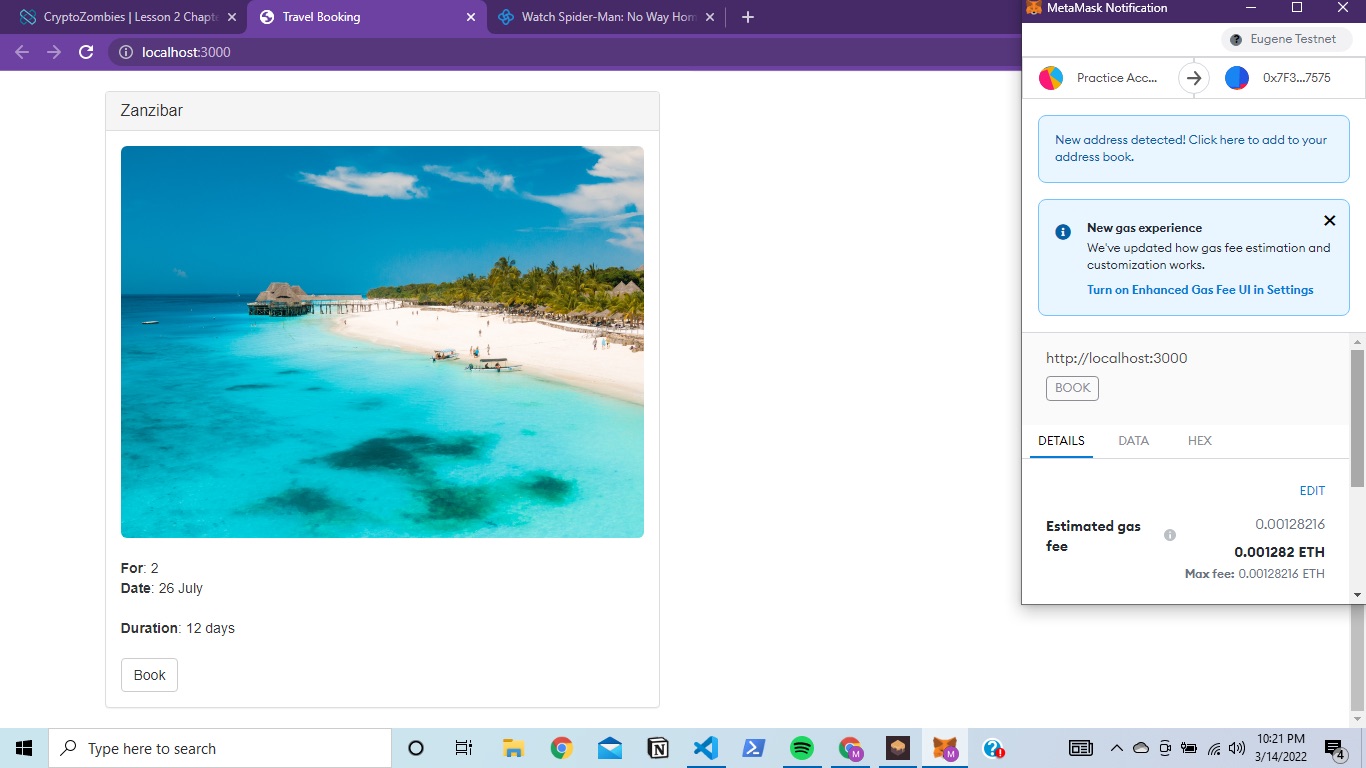 CryptoZombies | Lesson 2 Chapt
Travel Booking
Watch Spider-Man: No Way Hom
localhost:3000
MetaMask Notification
Eugene Testnet
Practice Acc...
0x7F3...7575
New address detected! Click here to add to your
address book.
New gas experience
We've updated how gas fee estimation and
customization works.
Turn on Enhanced Gas Fee UI in Settings
http://localhost:3000
BOOK
DETAILS DATA HEX
EDIT
Estimated gas
fee
0.00128216
0.001282 ETH
Max fee: 0.00128216 ETH
Zanzibar
For: 2
Date: 26 July
Duration: 12 days
Book
Type here to search
10:21 PM
3/14/2022
4